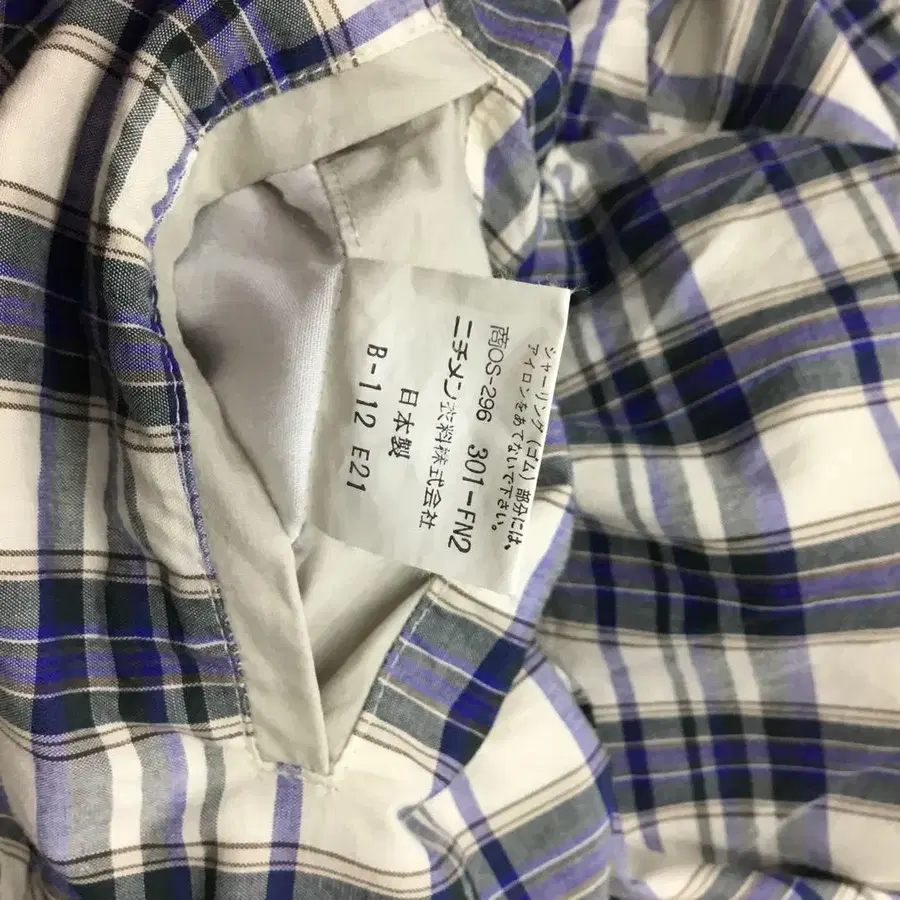 シャーリング(ゴム)部分には、
アイロンをあてないで下さい。
商OS-296 301-FN2
ニチメン衣料株式会社
日本製
B-112 E21